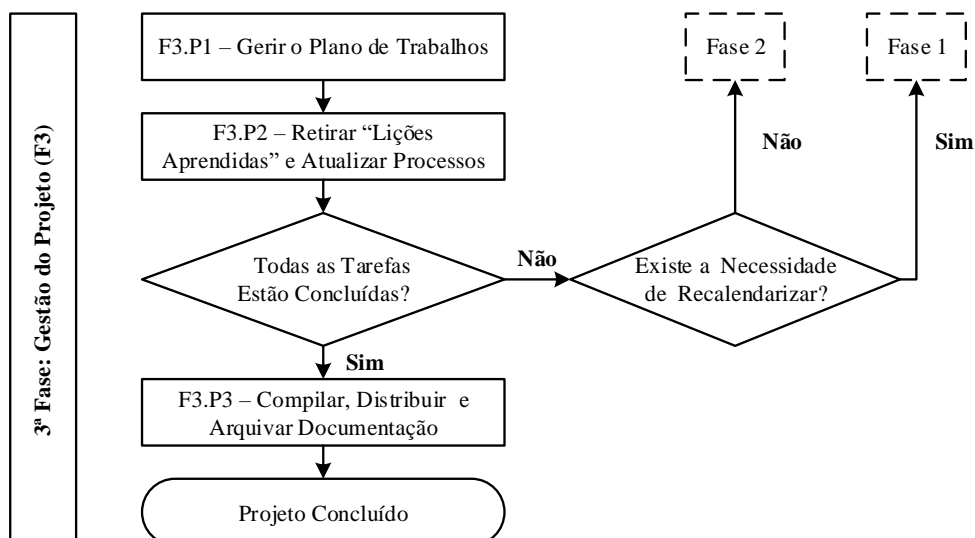 3ª Fase: Gestão do Projeto (F3)
F3.P1 – Gerir o Plano de Trabalhos
F3.P2 – Retirar “Lições
Aprendidas” e Atualizar Processos
Todas as Tarefas
Estão Concluídas?
Não
Existe a Necessidade
de Recalendarizar?
Não
Fase 2
Sim
Fase 1
Sim
F3.P3 – Compilar, Distribuir e
Arquivar Documentação
Projeto Concluído